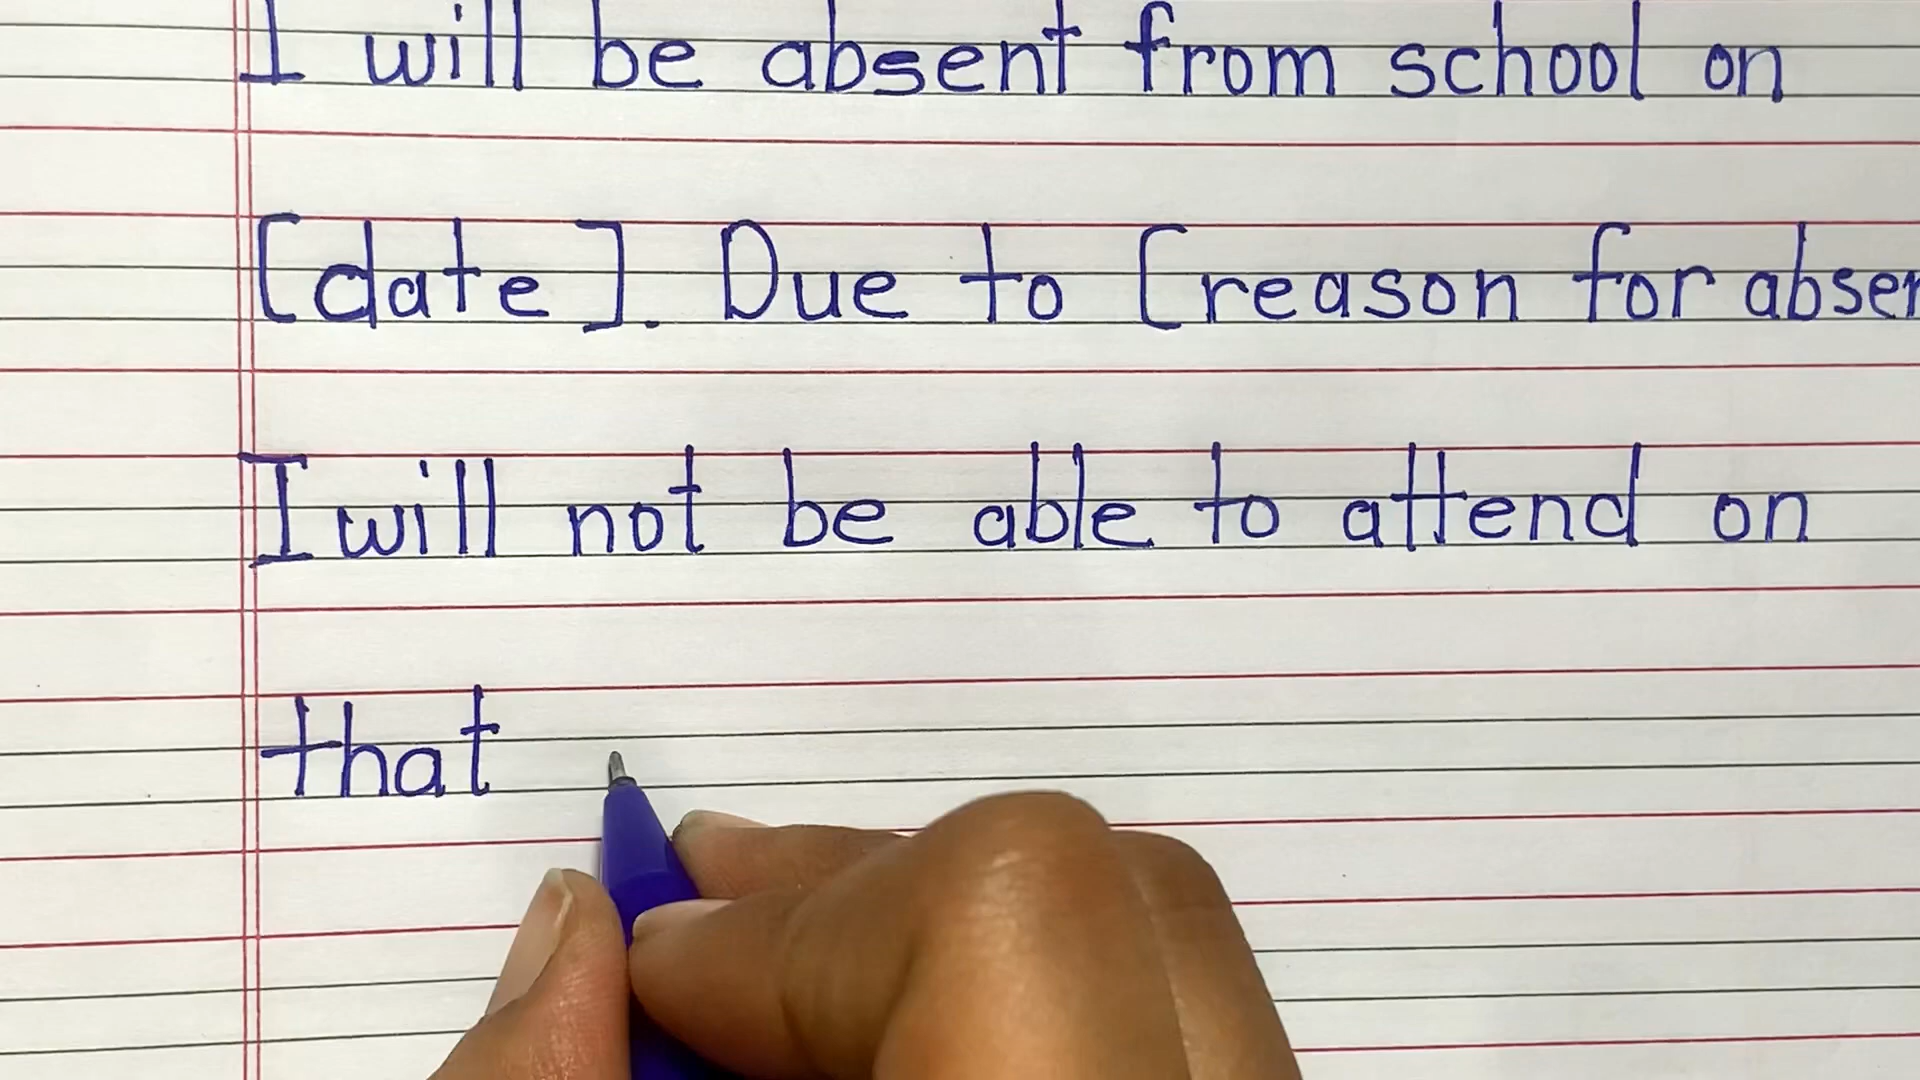 I will be absent from school on
[date]. Due to [reason for absen
I will not be able to attend on
that